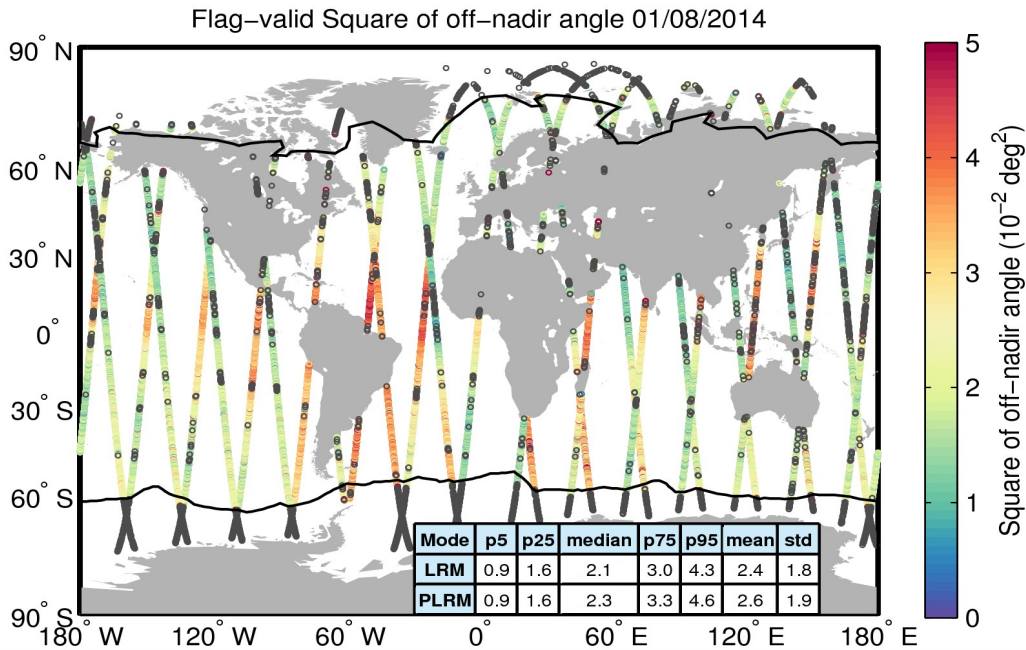 Flag−valid Square of off−nadir angle 01/08/2014
90° N
60° N
30° N
0°
30° S
60° S
90° S
180° W
120° W
60° W
0°
60° E
120° E
180° E
Mode p5 p25 median p75 p95 mean std
LRM 0.9 1.6 2.1 3.0 4.3 2.4 1.8
PLRM 0.9 1.6 2.3 3.3 4.6 2.6 1.9
5
4
3
2
1
0
Square of off−nadir angle (10⁻² deg²)